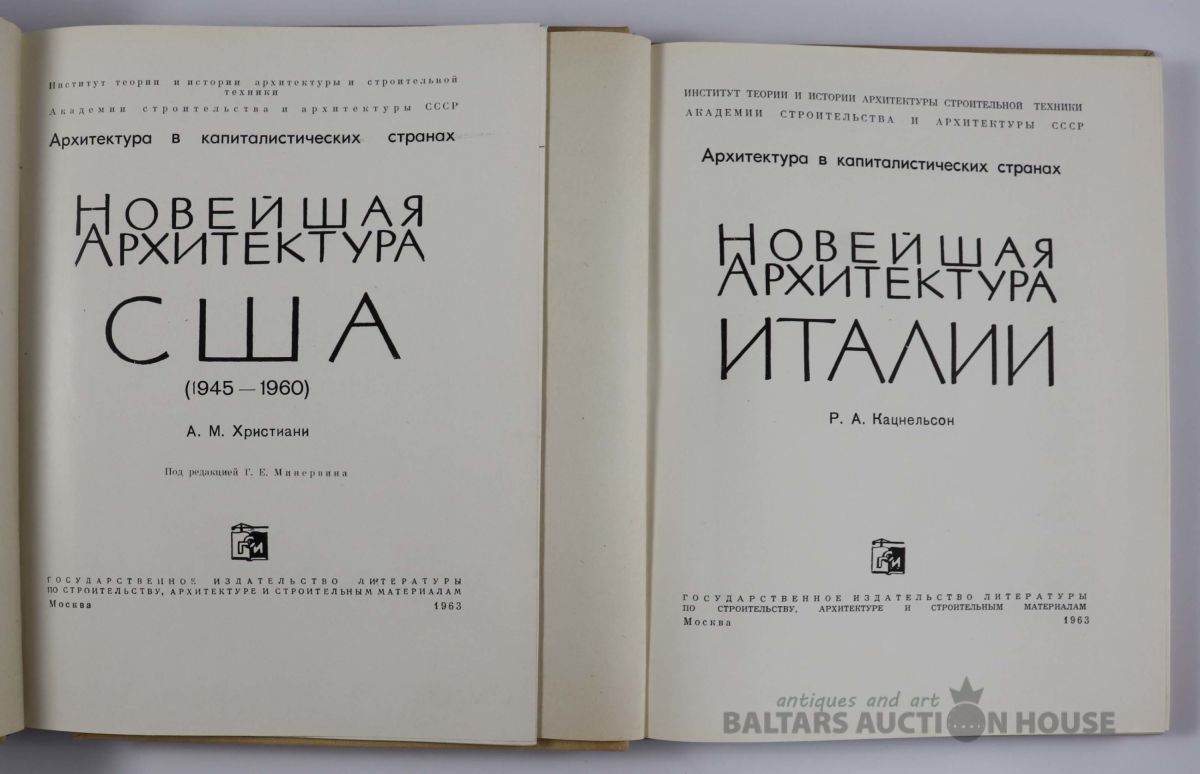 Институт теории и истории архитектуры и строительной
техники
Академии строительства и архитектуры СССР
Архитектура в капиталистических странах
НОВЕЙШАЯ
АРХИТЕКТУРА
США
(1945 — 1960)
А. М. Христиани
Под редакцией Г. Е. Минервина
ГСИ
ГОСУДАРСТВЕННОЕ ИЗДАТЕЛЬСТВО ЛИТЕРАТУРЫ
ПО СТРОИТЕЛЬСТВУ, АРХИТЕКТУРЕ И СТРОИТЕЛЬНЫМ МАТЕРИАЛАМ
Москва 1963
ИНСТИТУТ ТЕОРИИ И ИСТОРИИ АРХИТЕКТУРЫ СТРОИТЕЛЬНОЙ ТЕХНИКИ
АКАДЕМИИ СТРОИТЕЛЬСТВА И АРХИТЕКТУРЫ СССР
Архитектура в капиталистических странах
НОВЕЙШАЯ
АРХИТЕКТУРА
ИТАЛИИ
Р. А. Кацнельсон
ГСИ
ГОСУДАРСТВЕННОЕ ИЗДАТЕЛЬСТВО ЛИТЕРАТУРЫ
ПО СТРОИТЕЛЬСТВУ, АРХИТЕКТУРЕ И СТРОИТЕЛЬНЫМ МАТЕРИАЛАМ
Москва 1963
antiques and art
BALTARS AUCTION HOUSE